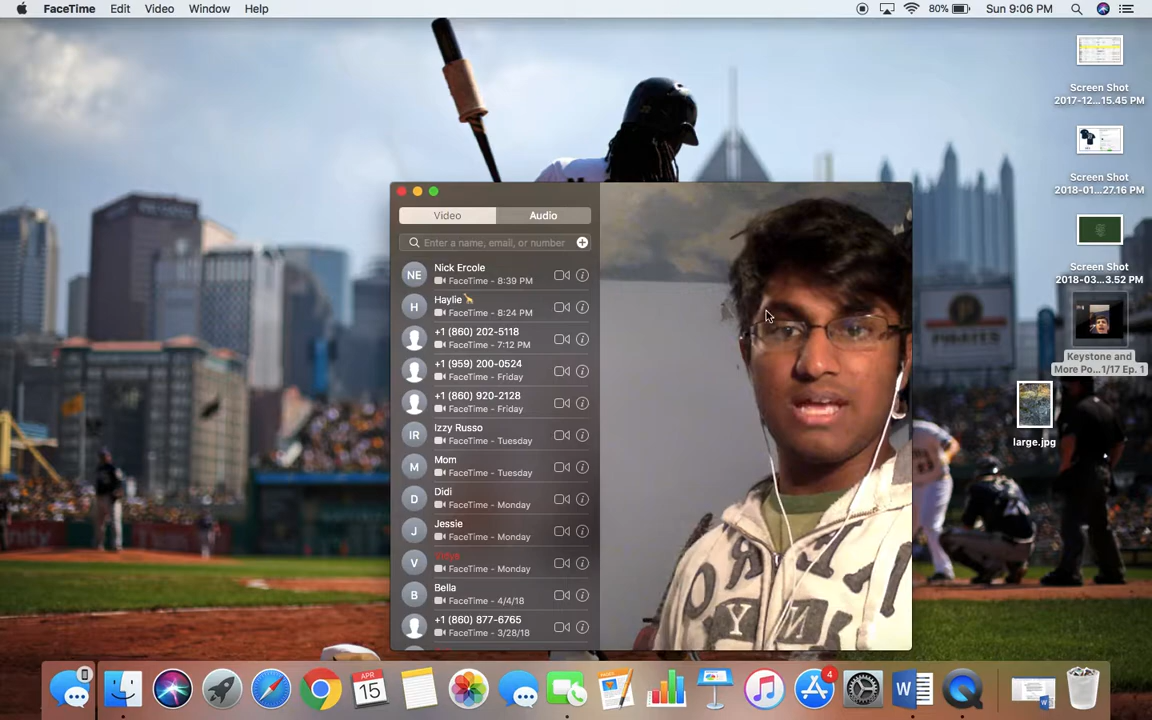 FaceTime Edit Video Window Help
80% Sun 9:06 PM
Screen Shot
2017-12...15.45 PM
Screen Shot
2018-01...27.16 PM
Screen Shot
2018-03...3.52 PM
Keystone and
More Po...1/17 Ep. 1
large.jpg
Video Audio
Enter a name, email, or number
NE Nick Ercole
FaceTime - 8:39 PM
H Haylie
FaceTime - 8:24 PM
+1 (860) 202-5118
FaceTime - 7:12 PM
+1 (959) 200-0524
FaceTime - Friday
+1 (860) 920-2128
FaceTime - Friday
IR Izzy Russo
FaceTime - Tuesday
M Mom
FaceTime - Tuesday
D Didi
FaceTime - Monday
J Jessie
FaceTime - Monday
V
FaceTime - Monday
B Bella
FaceTime - 4/4/18
+1 (860) 877-6765
FaceTime - 3/28/18
APR
15
4
W